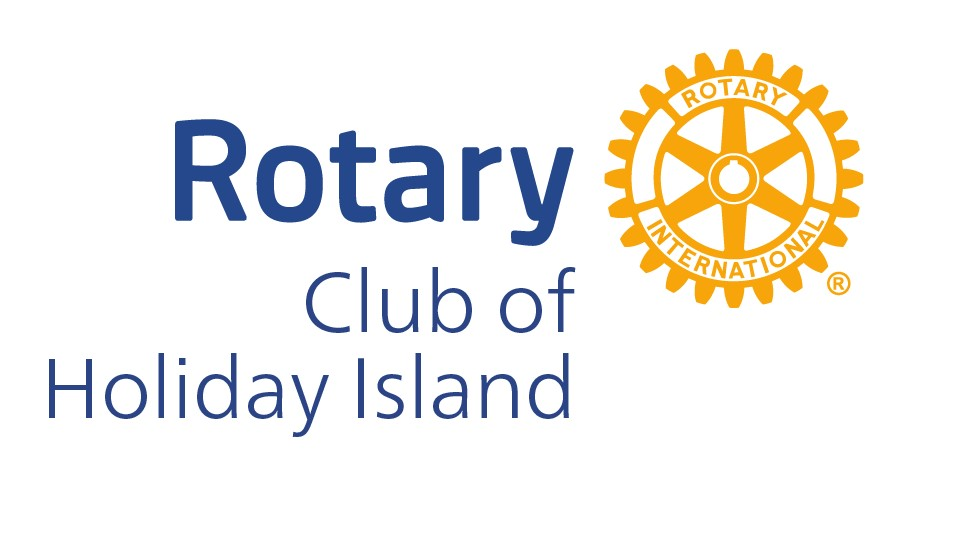 Rotary
Club of
Holiday Island
ROTARY
INTERNATIONAL
®